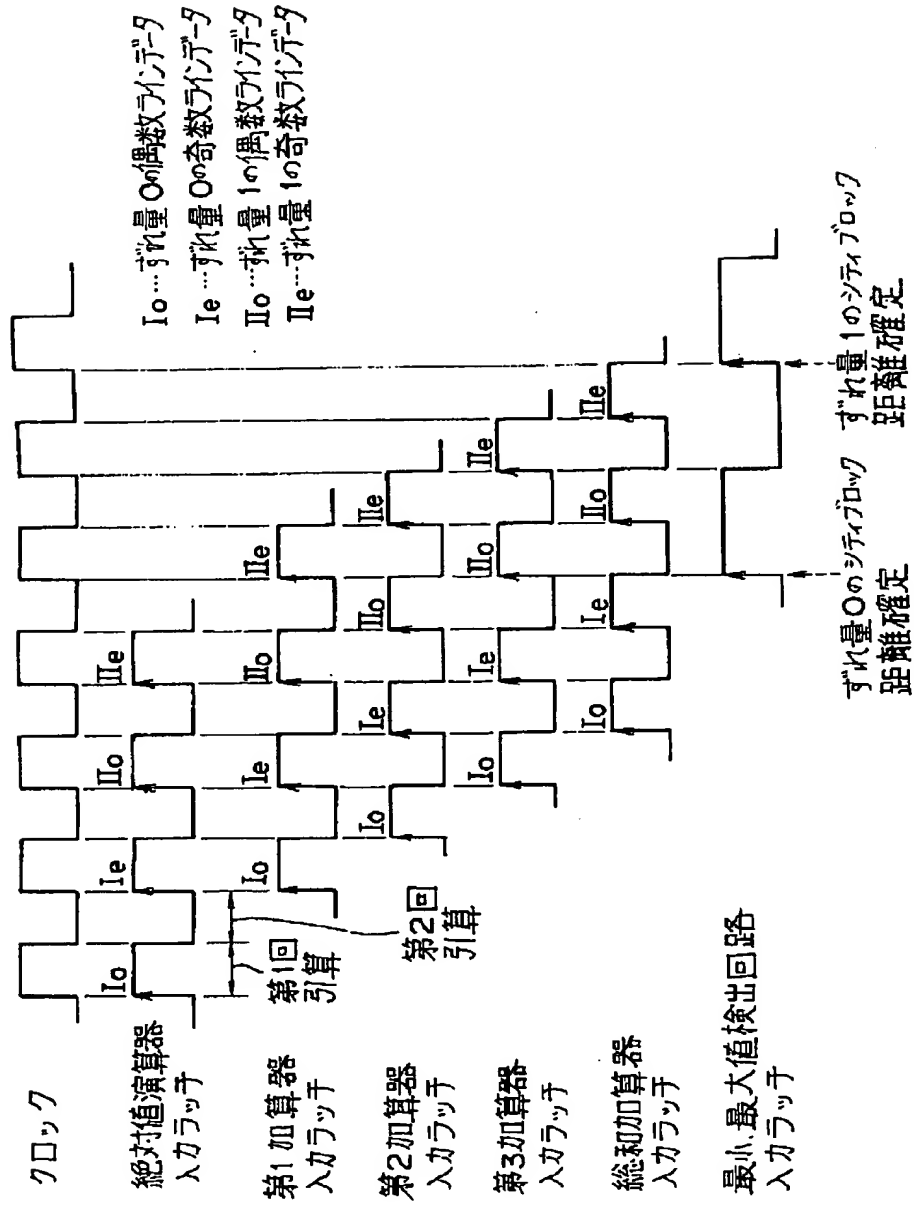 クロック
絶対値演算器
入力ラッチ
第1加算器
入力ラッチ
第2加算器
入力ラッチ
第3加算器
入力ラッチ
総和加算器
入力ラッチ
最小、最大値検出回路
入力ラッチ
Io…ずれ量0の偶数ラインデータ
Ie…ずれ量0の奇数ラインデータ
IIo…ずれ量1の偶数ラインデータ
IIe…ずれ量1の奇数ラインデータ
Io Ie IIo IIe
第1回
引算
第2回
引算
Io Ie IIo IIe
Io Ie IIo IIe
Io Ie IIo IIe
Io Ie IIo IIe
ずれ量0のシティブロック
距離確定
ずれ量1のシティブロック
距離確定